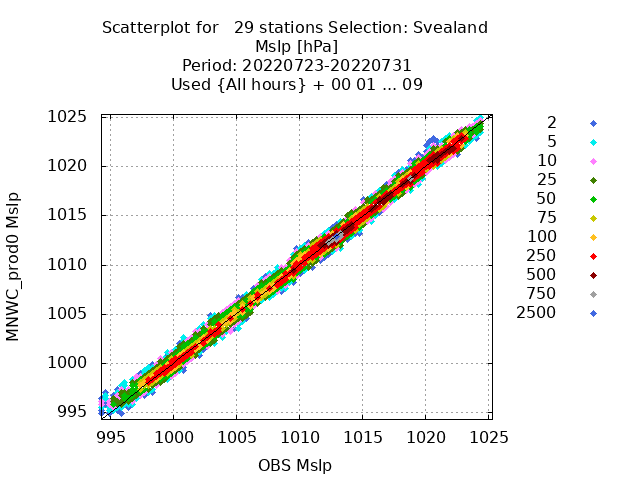 Scatterplot for   29 stations Selection: Svealand
Mslp [hPa]
Period: 20220723-20220731
Used {All hours} + 00 01 ... 09
MNWC_prod0 Mslp
1025
1020
1015
1010
1005
1000
995
995 1000 1005 1010 1015 1020 1025
OBS Mslp
2
5
10
25
50
75
100
250
500
750
2500